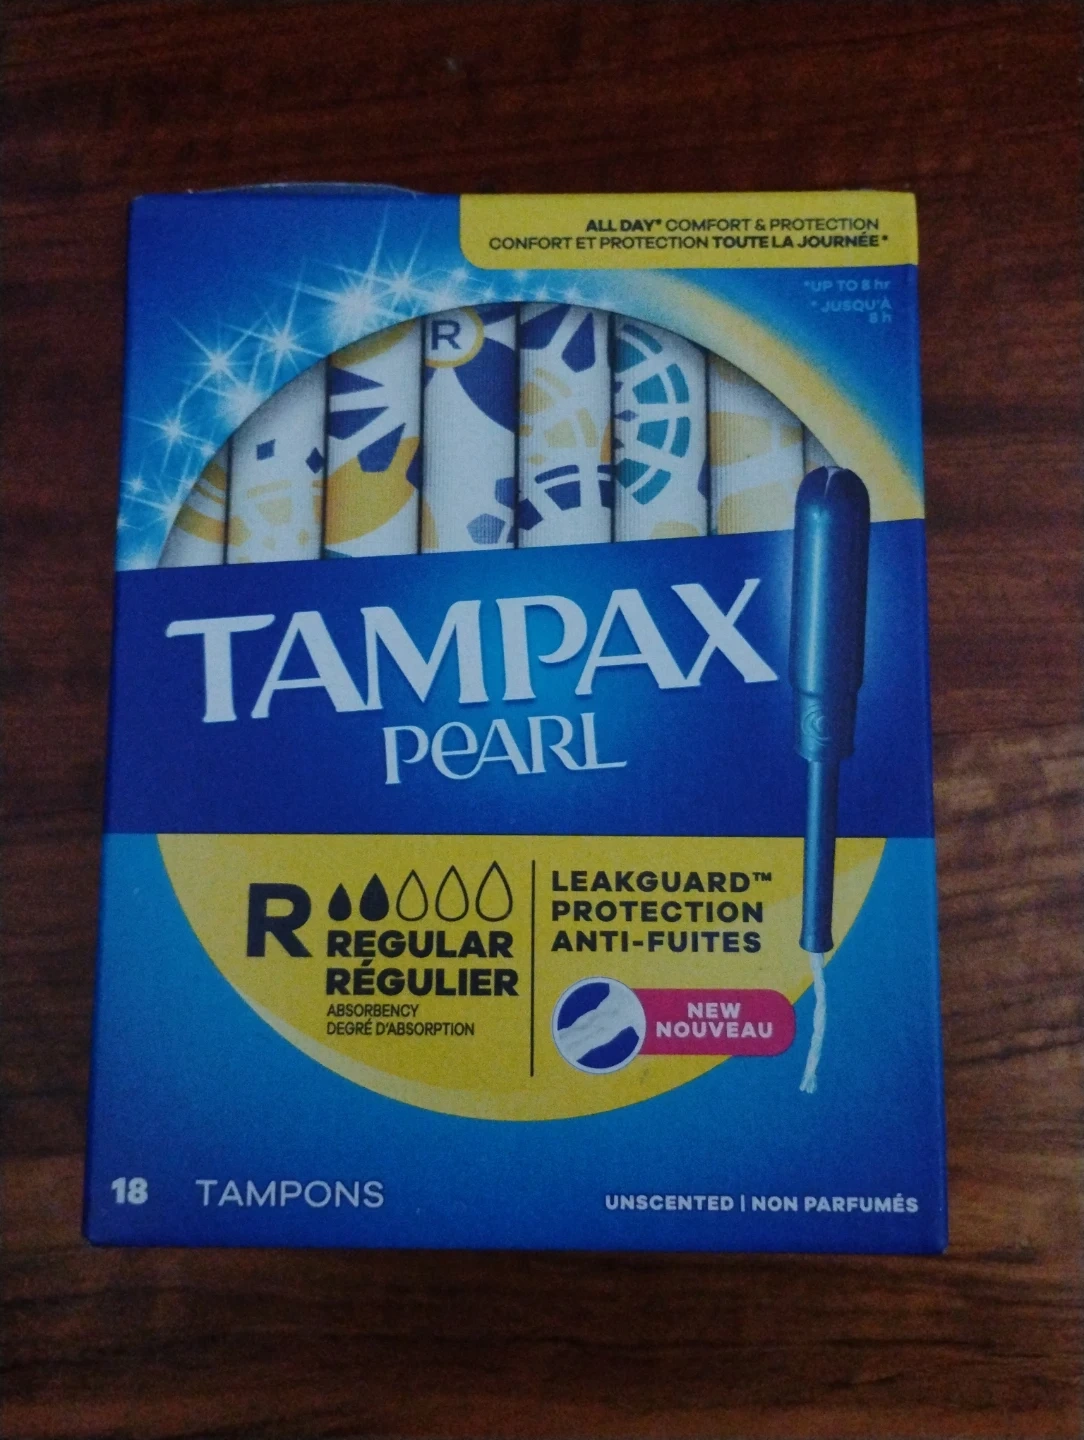 ALL DAY* COMFORT & PROTECTION
CONFORT ET PROTECTION TOUTE LA JOURNÉE*
*UP TO 8 hr
*JUSQU'À
8 h
R
TAMPAX
PEARL
R
REGULAR
RÉGULIER
ABSORBENCY
DEGRÉ D'ABSORPTION
LEAKGUARD™
PROTECTION
ANTI-FUITES
NEW
NOUVEAU
18 TAMPONS
UNSCENTED | NON PARFUMÉS